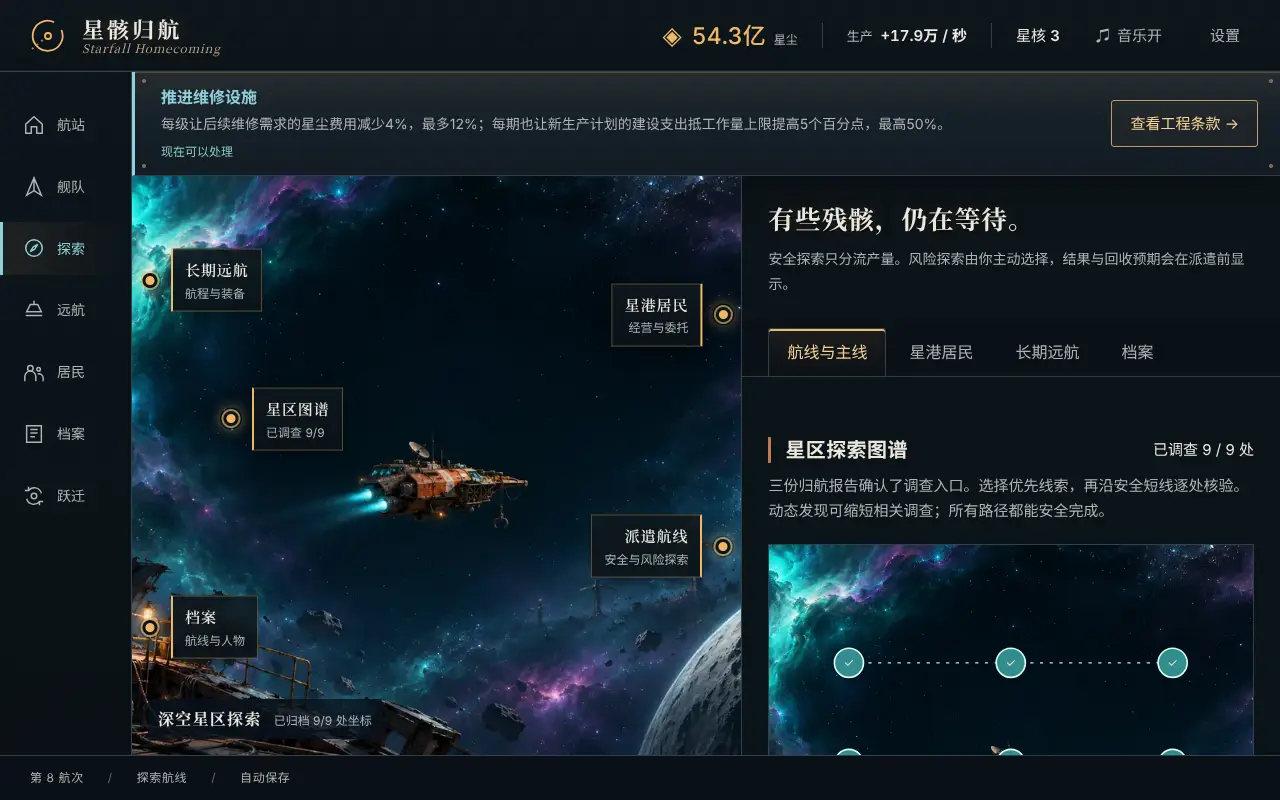 星骸归航
Starfall Homecoming
54.3亿 星尘
生产 +17.9万 / 秒
星核 3
音乐开
设置
航站
舰队
探索
远航
居民
档案
跃迁
推进维修设施
每级让后续维修需求的星尘费用减少4%，最多12%；每期也让新生产计划的建设支出抵工作量上限提高5个百分点，最高50%。
现在可以处理
查看工程条款 →
长期远航
航程与装备
星港居民
经营与委托
星区图谱
已调查 9/9
派遣航线
安全与风险探索
档案
航线与人物
深空星区探索 已归档 9/9 处坐标
有些残骸，仍在等待。
安全探索只分流产量。风险探索由你主动选择，结果与回收预期会在派遣前显
示。
航线与主线 星港居民 长期远航 档案
星区探索图谱 已调查 9 / 9 处
三份归航报告确认了调查入口。选择优先线索，再沿安全短线逐处核验。
动态发现可缩短相关调查；所有路径都能安全完成。
第 8 航次 / 探索航线 / 自动保存